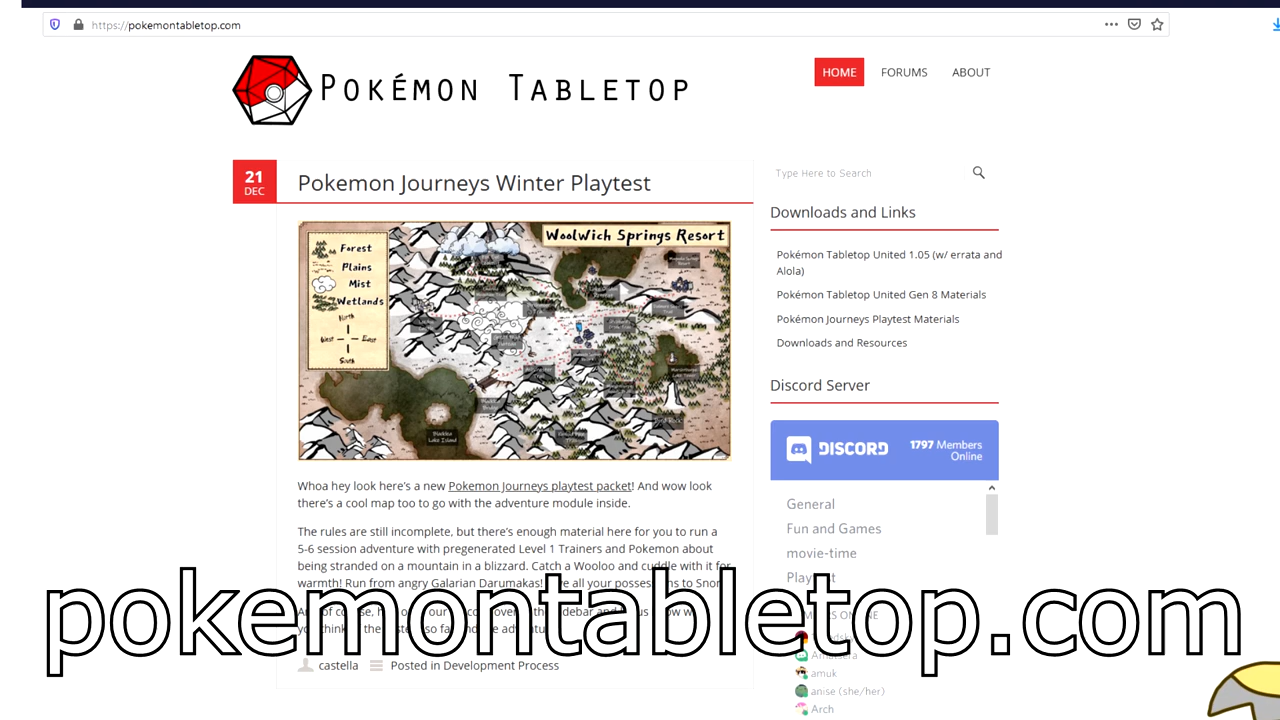 https://pokemontabletop.com
POKÉMON TABLETOP
HOME FORUMS ABOUT
21
DEC
Pokemon Journeys Winter Playtest
Type Here to Search
Downloads and Links
Pokémon Tabletop United 1.05 (w/ errata and
Alola)
Pokémon Tabletop United Gen 8 Materials
Pokémon Journeys Playtest Materials
Downloads and Resources
Discord Server
DISCORD
1797 Members
Online
General
Fun and Games
movie-time
WOOLWICH SPRINGS RESORT
Forest
Plains
Mist
Wetlands
North
West East
South
Whoa hey look here's a new Pokemon Journeys playtest packet! And wow look
there's a cool map too to go with the adventure module inside.
The rules are still incomplete, but there's enough material here for you to run a
5-6 session adventure with pregenerated Level 1 Trainers and Pokemon about
being stranded on a mountain in a blizzard. Catch a Wooloo and cuddle with it for
warmth! Run from angry Galarian Darumakas!
pokemontabletop.com
castella Posted in Development Process
amuk
anise (she/her)
Arch